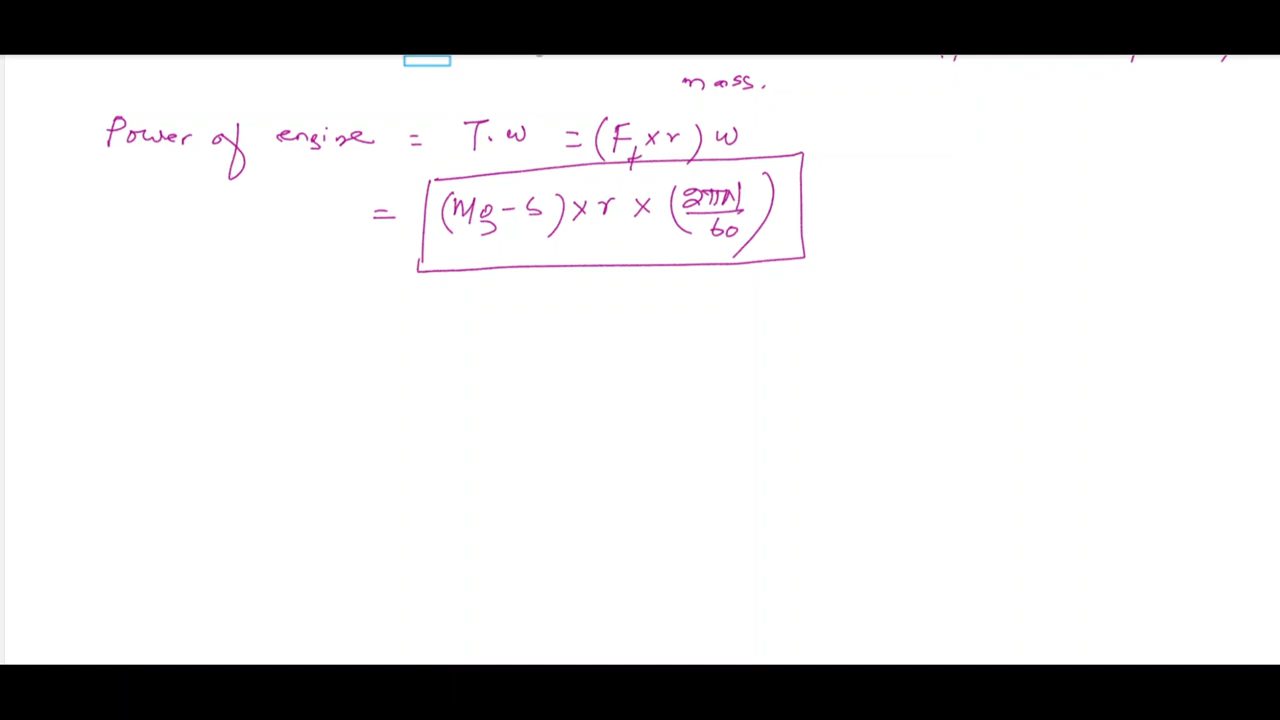 mass.
Power of engine = T. ω = (F_f × r) ω
= (Mg - S) × r × (2πN/60)